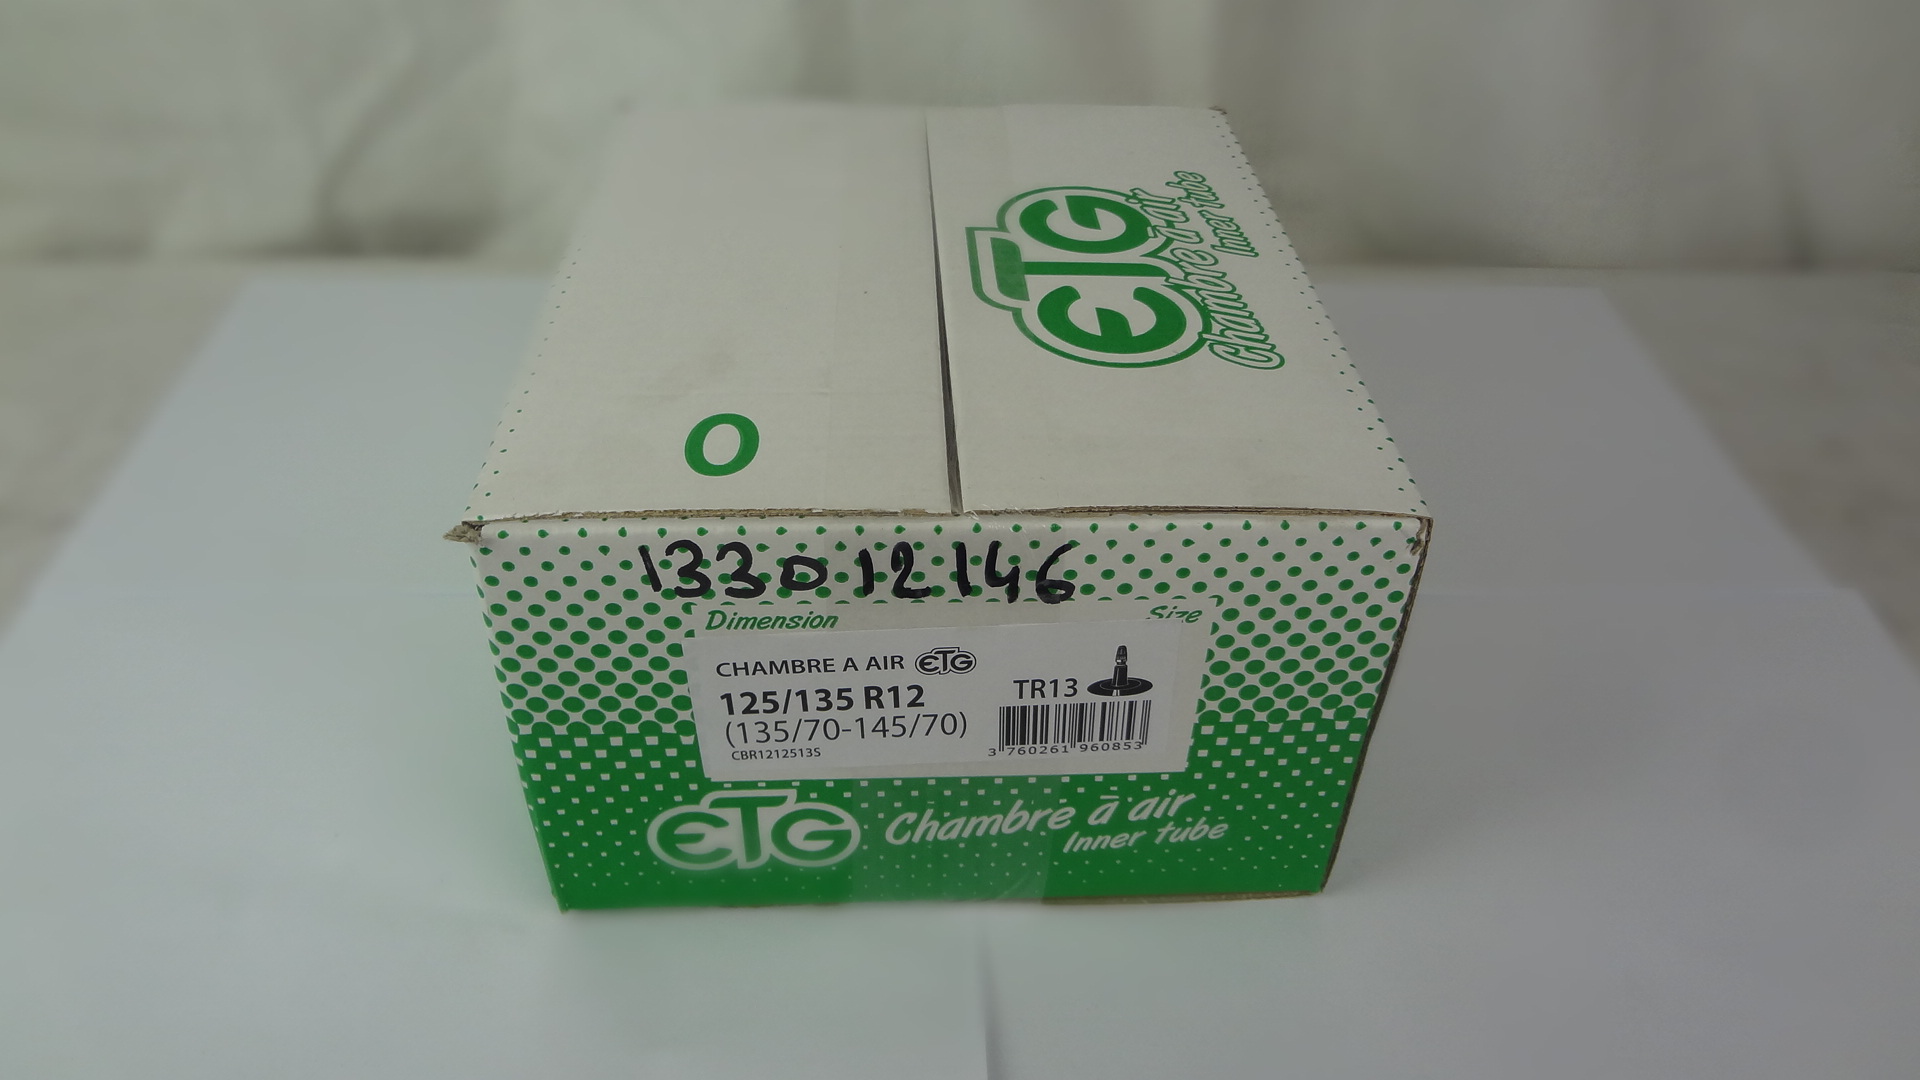 ETG
Chambre à air
Inner tube
O
133012146
Dimension
Size
CHAMBRE A AIR ETG
125/135 R12
TR13
(135/70-145/70)
CBR1212513S
3 760261 960853
ETG
Chambre à air
Inner tube